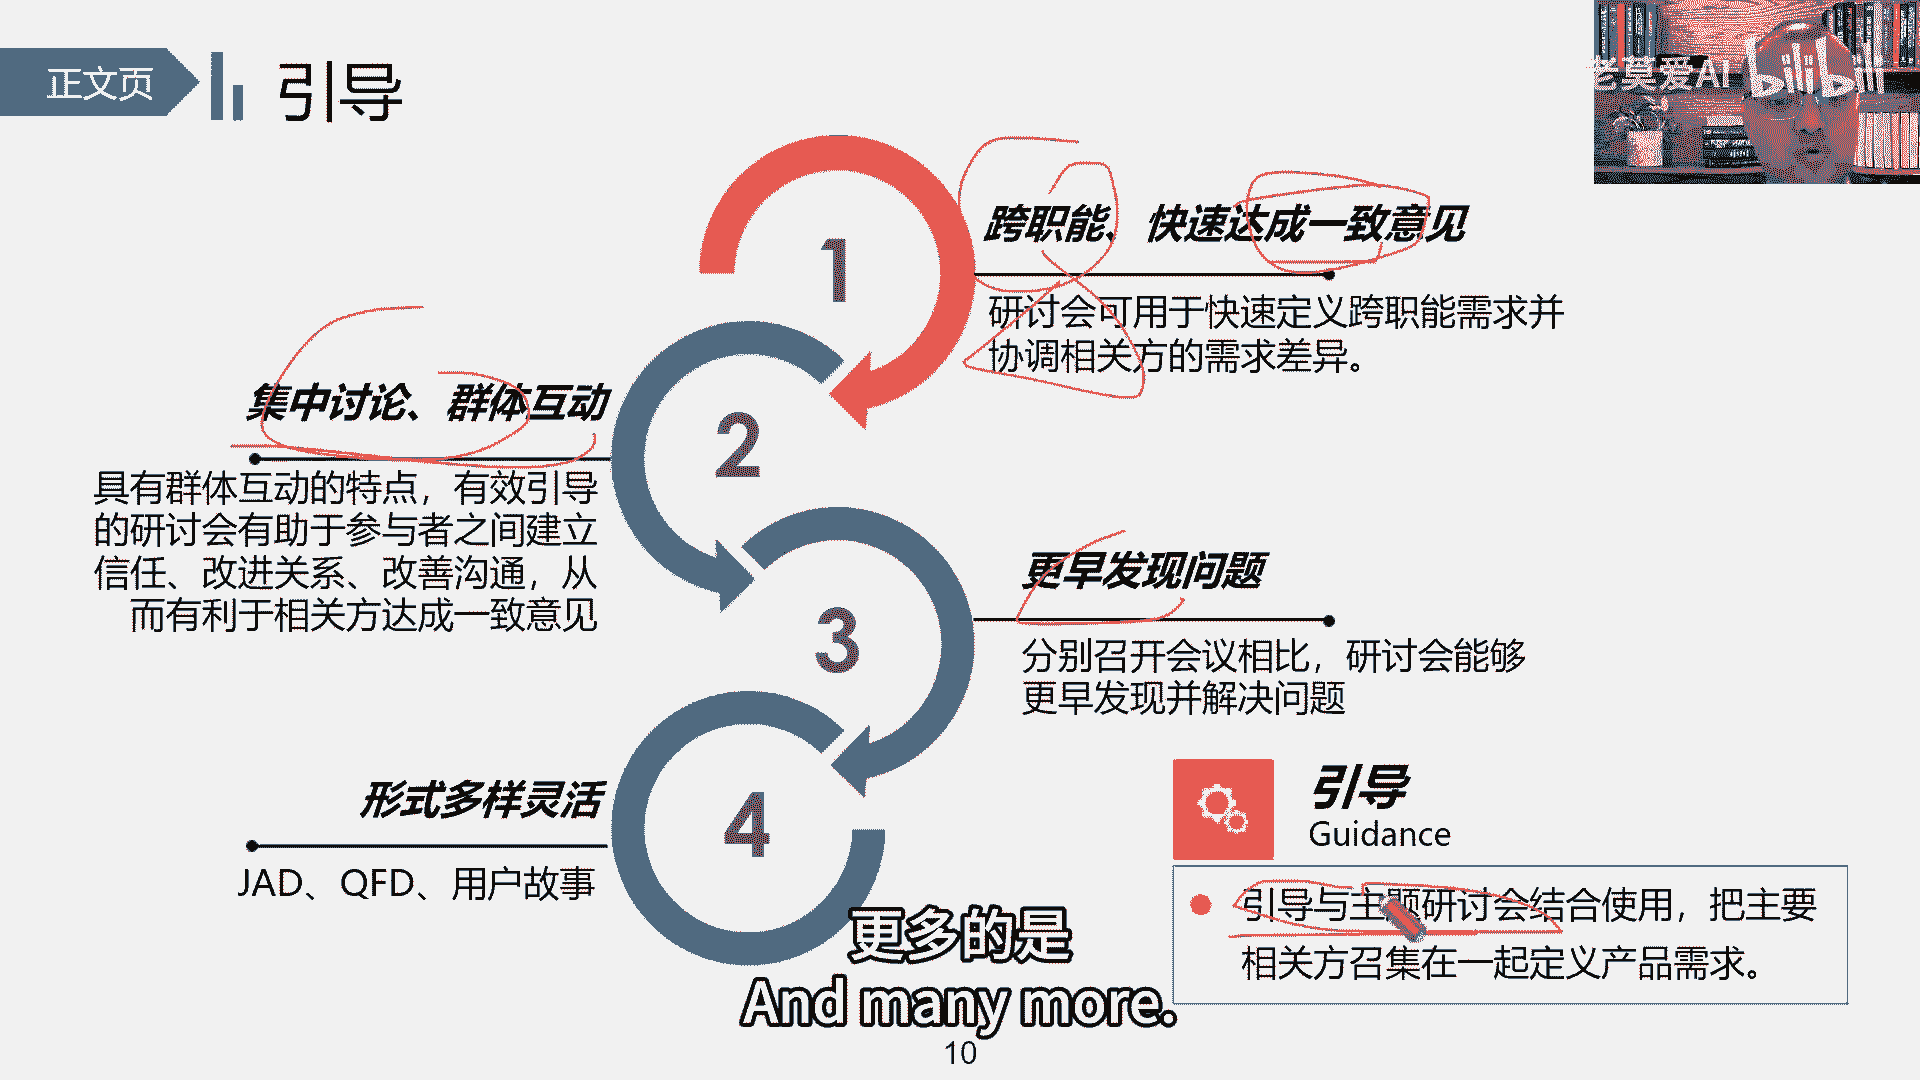 正文页
引导
老莫爱AI
bilibili
1
跨职能、快速达成一致意见
研讨会可用于快速定义跨职能需求并
协调相关方的需求差异。
2
集中讨论、群体互动
具有群体互动的特点，有效引导
的研讨会有助于参与者之间建立
信任、改进关系、改善沟通，从
而有利于相关方达成一致意见
3
更早发现问题
分别召开会议相比，研讨会能够
更早发现并解决问题
4
形式多样灵活
JAD、QFD、用户故事
引导
Guidance
引导与主题研讨会结合使用，把主要
相关方召集在一起定义产品需求。
更多的是
And many more.
10